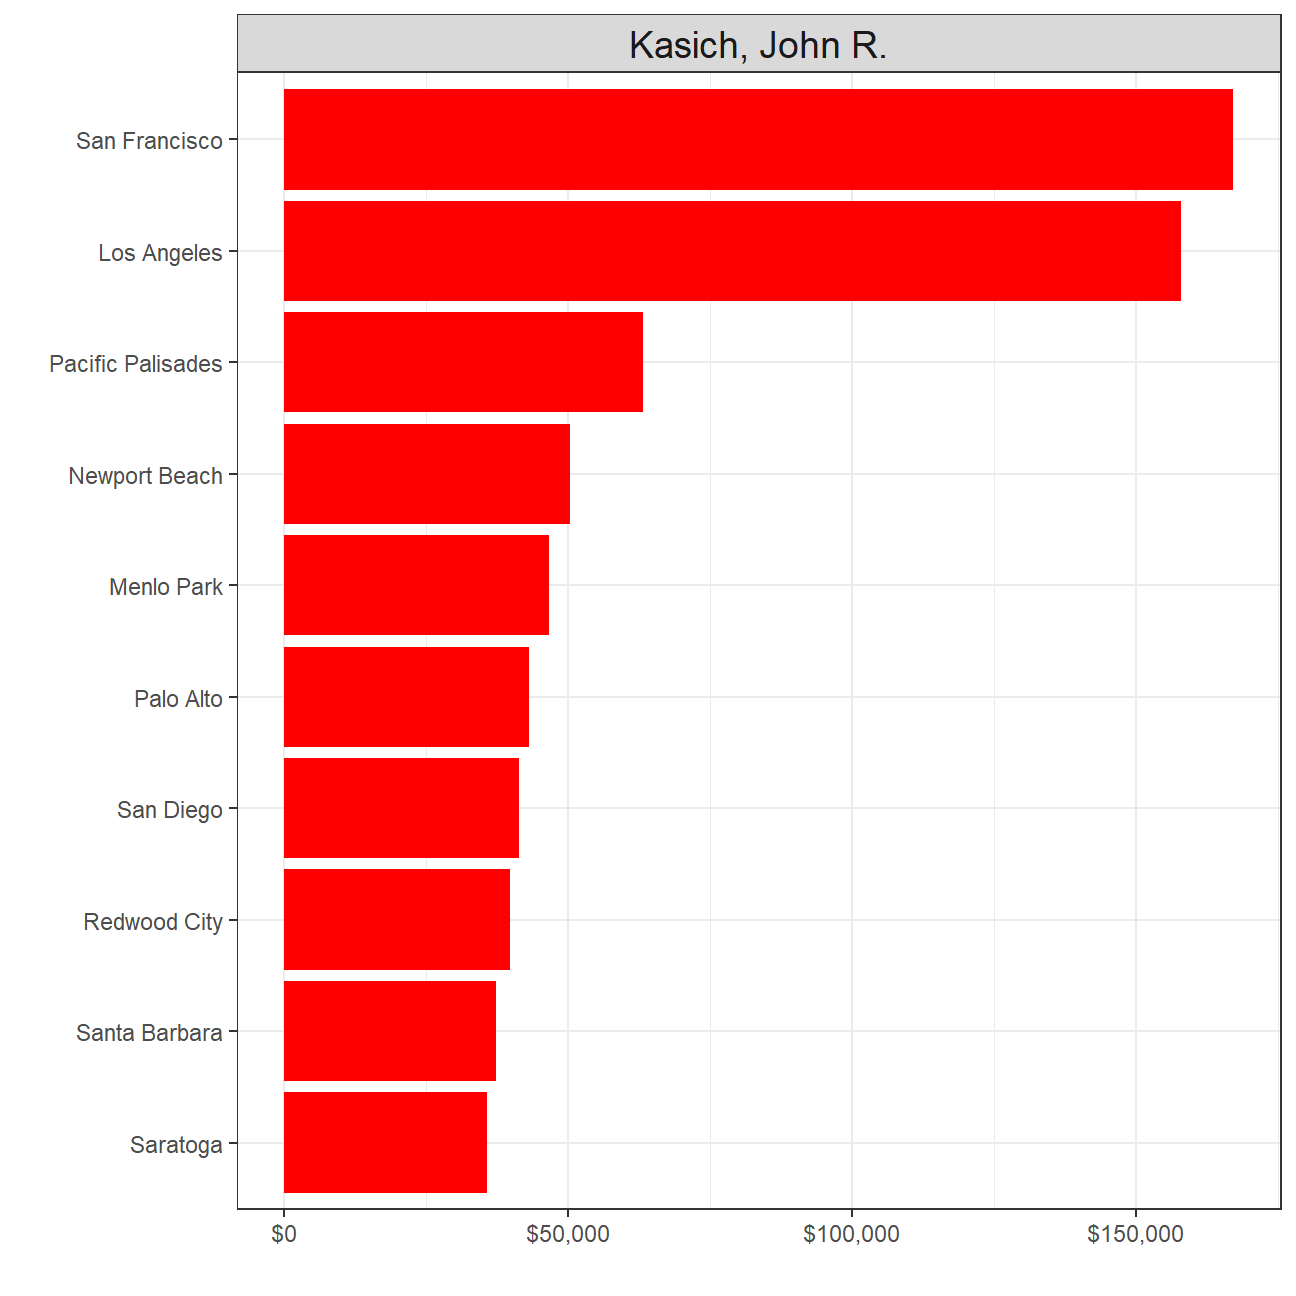 Kasich, John R.
San Francisco
Los Angeles
Pacific Palisades
Newport Beach
Menlo Park
Palo Alto
San Diego
Redwood City
Santa Barbara
Saratoga
$0 $50,000 $100,000 $150,000